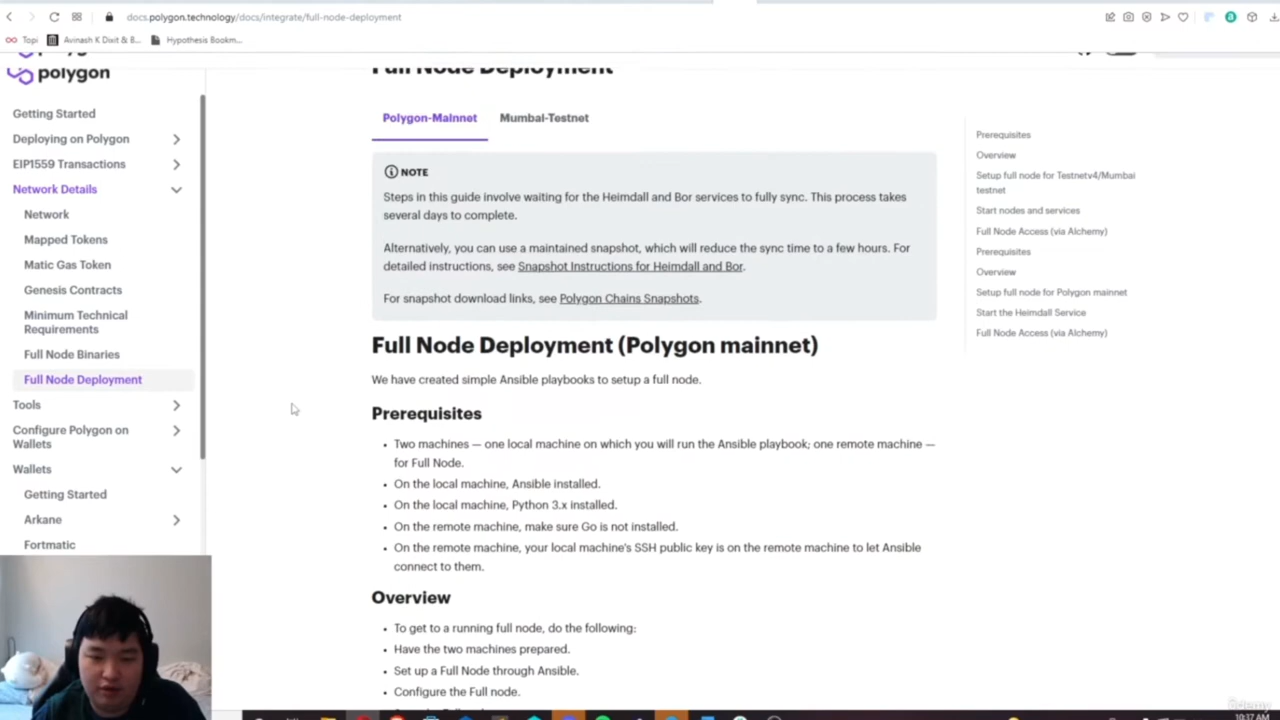 docs.polygon.technology/docs/integrate/full-node-deployment
Topi
Avinash K Dixit & B...
Hypothesis Bookm...
polygon
Getting Started
Deploying on Polygon
EIP1559 Transactions
Network Details
Network
Mapped Tokens
Matic Gas Token
Genesis Contracts
Minimum Technical
Requirements
Full Node Binaries
Full Node Deployment
Tools
Configure Polygon on
Wallets
Wallets
Getting Started
Arkane
Fortmatic
Full Node Deployment
Polygon-Mainnet
Mumbai-Testnet
NOTE
Steps in this guide involve waiting for the Heimdall and Bor services to fully sync. This process takes
several days to complete.
Alternatively, you can use a maintained snapshot, which will reduce the sync time to a few hours. For
detailed instructions, see Snapshot Instructions for Heimdall and Bor.
For snapshot download links, see Polygon Chains Snapshots.
Full Node Deployment (Polygon mainnet)
We have created simple Ansible playbooks to setup a full node.
Prerequisites
• Two machines — one local machine on which you will run the Ansible playbook; one remote machine —
for Full Node.
• On the local machine, Ansible installed.
• On the local machine, Python 3.x installed.
• On the remote machine, make sure Go is not installed.
• On the remote machine, your local machine's SSH public key is on the remote machine to let Ansible
connect to them.
Overview
• To get to a running full node, do the following:
• Have the two machines prepared.
• Set up a Full Node through Ansible.
• Configure the Full node.
Prerequisites
Overview
Setup full node for Testnetv4/Mumbai
testnet
Start nodes and services
Full Node Access (via Alchemy)
Prerequisites
Overview
Setup full node for Polygon mainnet
Start the Heimdall Service
Full Node Access (via Alchemy)
Udemy
10:37 AM